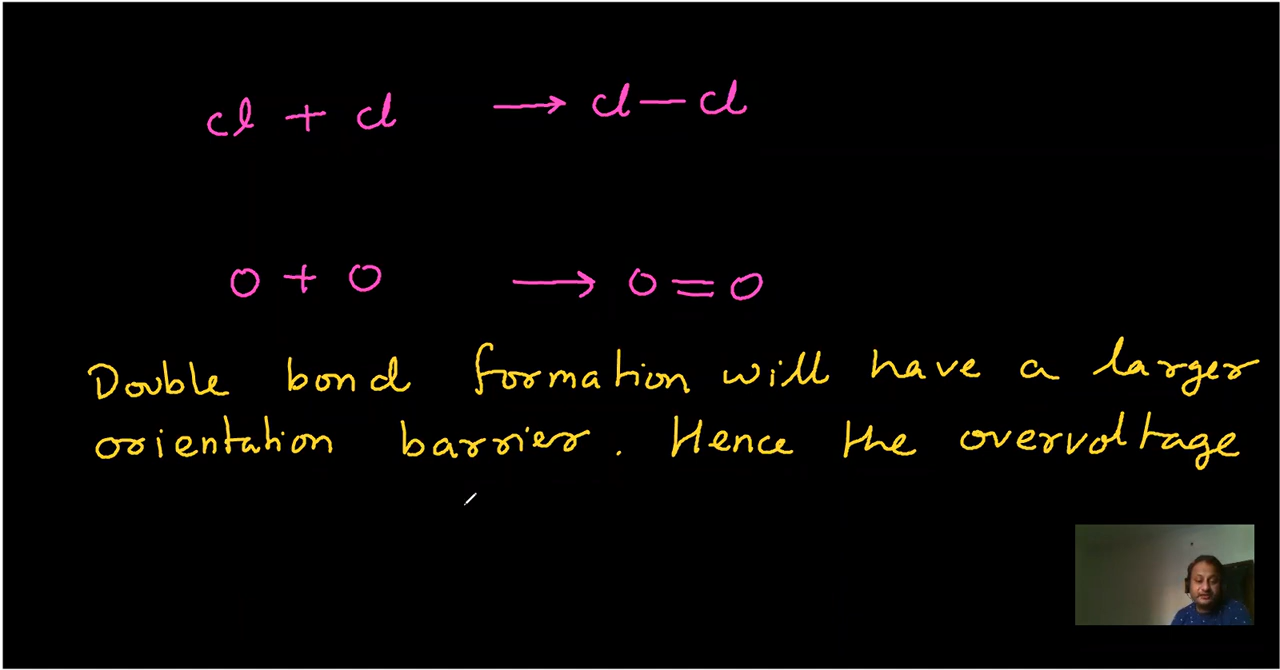 cl + cl → cl — cl
O + O → O = O
Double bond formation will have a larger
orientation barrier. Hence the overvoltage